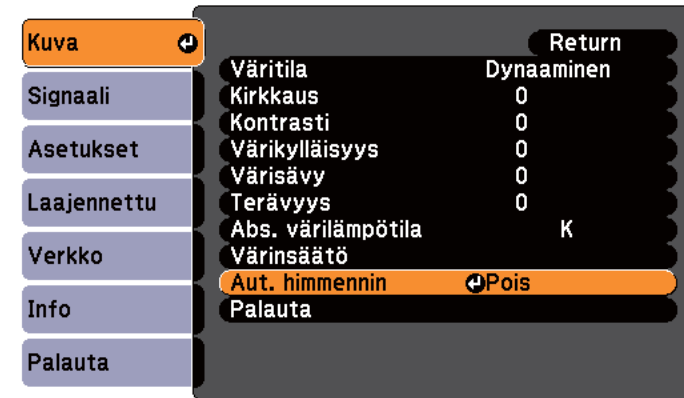 Kuva
Signaali
Asetukset
Laajennettu
Verkko
Info
Palauta
Return
Väritila Dynaaminen
Kirkkaus 0
Kontrasti 0
Värikylläisyys 0
Värisävy 0
Terävyys 0
Abs. värilämpötila K
Värinsäätö
Aut. himmennin Pois
Palauta